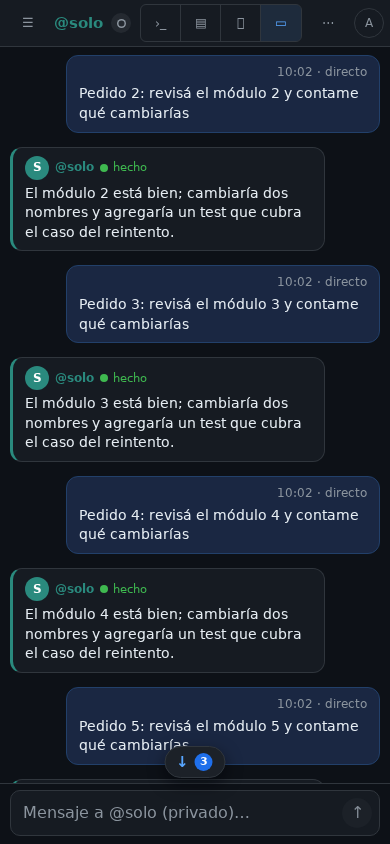 @solo
A
10:02 · directo
Pedido 2: revisá el módulo 2 y contame
qué cambiarías
S @solo hecho
El módulo 2 está bien; cambiaría dos
nombres y agregaría un test que cubra
el caso del reintento.
10:02 · directo
Pedido 3: revisá el módulo 3 y contame
qué cambiarías
S @solo hecho
El módulo 3 está bien; cambiaría dos
nombres y agregaría un test que cubra
el caso del reintento.
10:02 · directo
Pedido 4: revisá el módulo 4 y contame
qué cambiarías
S @solo hecho
El módulo 4 está bien; cambiaría dos
nombres y agregaría un test que cubra
el caso del reintento.
10:02 · directo
Pedido 5: revisá el módulo 5 y contame
qué cambiarías
↓ 3
Mensaje a @solo (privado)... ↑